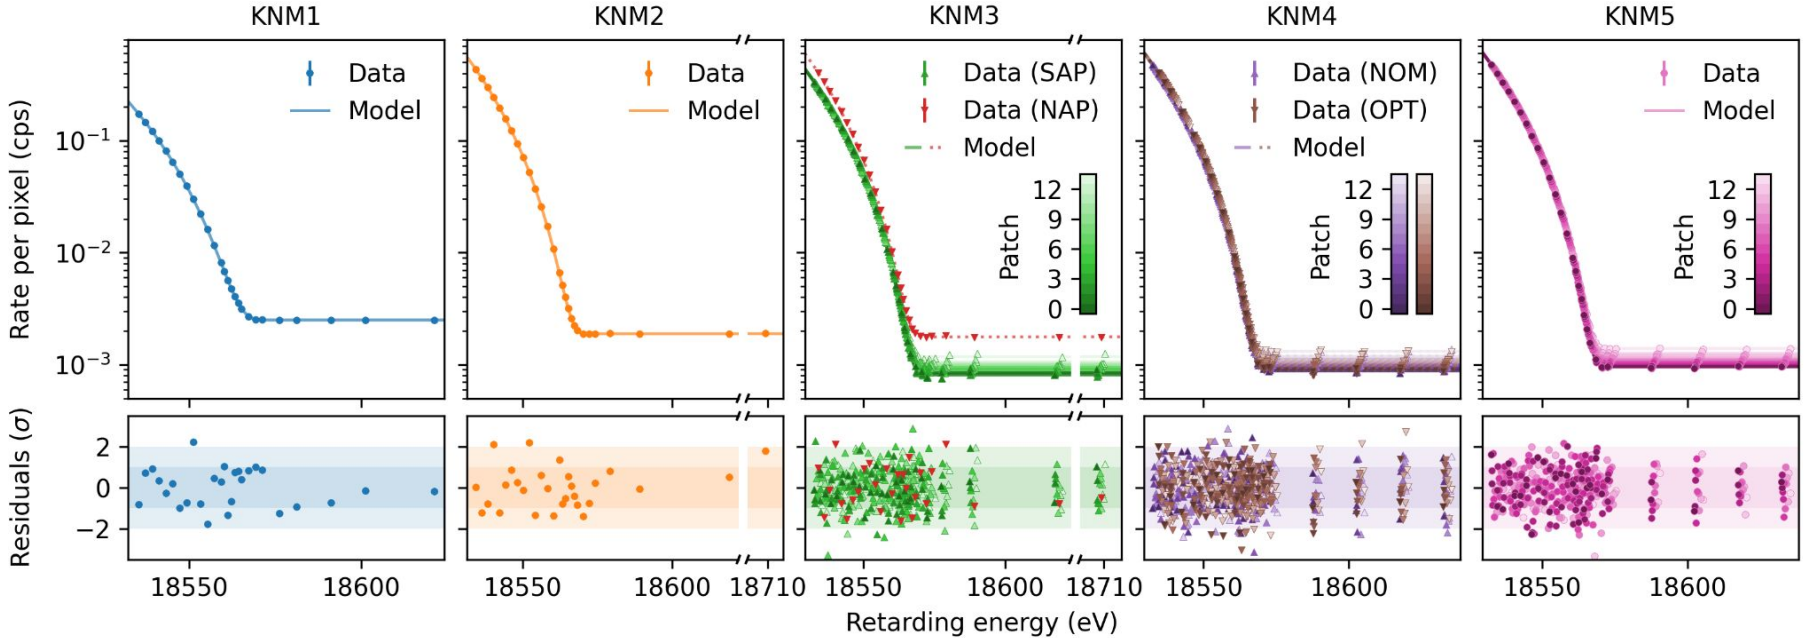 KNM1
KNM2
KNM3
KNM4
KNM5
Rate per pixel (cps)
10⁻¹
10⁻²
10⁻³
Data
Model
Data
Model
Data (SAP)
Data (NAP)
Model
Patch
12
9
6
3
0
Data (NOM)
Data (OPT)
Model
Patch
12
9
6
3
0
Data
Model
Patch
12
9
6
3
0
Residuals (σ)
2
0
−2
18550 18600
18550 18600 18710
18550 18600 18710
18550 18600
18550 18600
Retarding energy (eV)